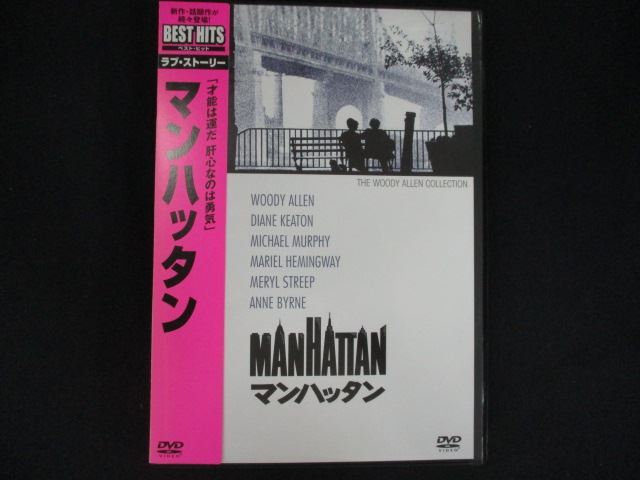 新作・話題作が
続々登場!
BEST HITS
ベスト・ヒット
ラブ・ストーリー
「才能は運だ 肝心なのは勇気」
マンハッタン
DVD
VIDEO
THE WOODY ALLEN COLLECTION
WOODY ALLEN
DIANE KEATON
MICHAEL MURPHY
MARIEL HEMINGWAY
MERYL STREEP
ANNE BYRNE
MANHATTAN
マンハッタン
DVD
VIDEO